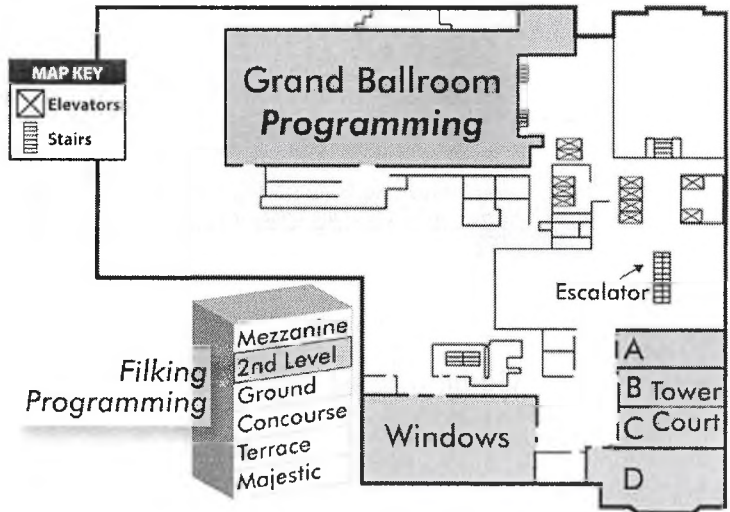 Grand Ballroom
Programming
MAP KEY
Elevators
Stairs
Escalator
Mezzanine
2nd Level
Ground
Concourse
Terrace
Majestic
Filking
Programming
Windows
A
B Tower
C Court
D